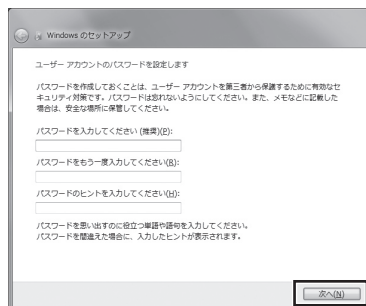 Windows のセットアップ
ユーザー アカウントのパスワードを設定します
パスワードを作成しておくことは、ユーザー アカウントを第三者から保護するために有効なセ
キュリティ対策です。パスワードは忘れないようにしてください。また、メモなどに記載した
場合は、安全な場所に保管してください。
パスワードを入力してください (推奨)(P):
パスワードをもう一度入力してください(R):
パスワードのヒントを入力してください(H):
パスワードを思い出すのに役立つ単語や語句を入力してください。
パスワードを間違えた場合に、入力したヒントが表示されます。
次へ(N)